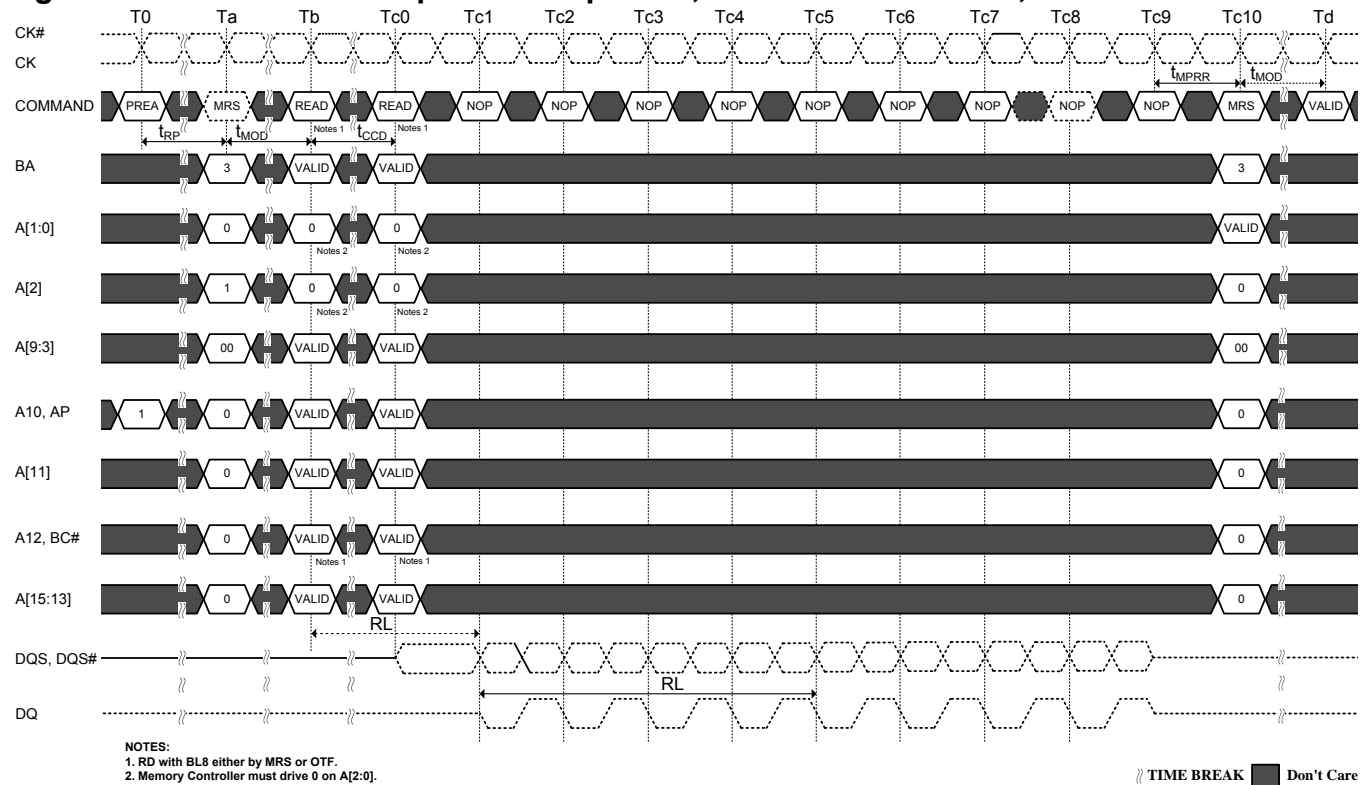 T0 Ta Tb Tc0 Tc1 Tc2 Tc3 Tc4 Tc5 Tc6 Tc7 Tc8 Tc9 Tc10 Td
CK#
CK
tMPRR tMOD
COMMAND PREA MRS READ READ NOP NOP NOP NOP NOP NOP NOP NOP NOP MRS VALID
Notes 1 Notes 1
tRP tMOD tCCD
BA 3 VALID VALID 3
A[1:0] 0 0 0 VALID
Notes 2 Notes 2
A[2] 1 0 0 0
Notes 2 Notes 2
A[9:3] 00 VALID VALID 00
A10, AP 1 0 VALID VALID 0
A[11] 0 VALID VALID 0
A12, BC# 0 VALID VALID 0
Notes 1 Notes 1
A[15:13] 0 VALID VALID 0
RL
DQS, DQS#
RL
DQ
NOTES:
1. RD with BL8 either by MRS or OTF.
2. Memory Controller must drive 0 on A[2:0].
TIME BREAK Don't Care